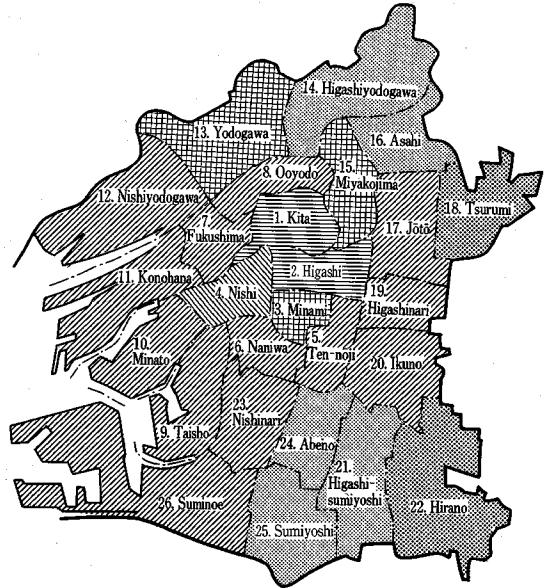 14. Higashiyodogawa
13. Yodogawa
16. Asahi
8. Ooyodo
15.
Miyakojima
12. Nishiyodogawa
18. Tsurumi
7.
Fukushima
1. Kita
17. Jōtō
11. Konohana
2. Higashi
4. Nishi
19.
Higashinari
3. Minami
10.
Minato
6. Naniwa
5.
Ten-noji
20. Ikuno
23.
Nishinari
9. Taisho
24. Abeno
21.
Higashi-
sumiyoshi
26. Suminoe
22. Hirano
25. Sumiyoshi